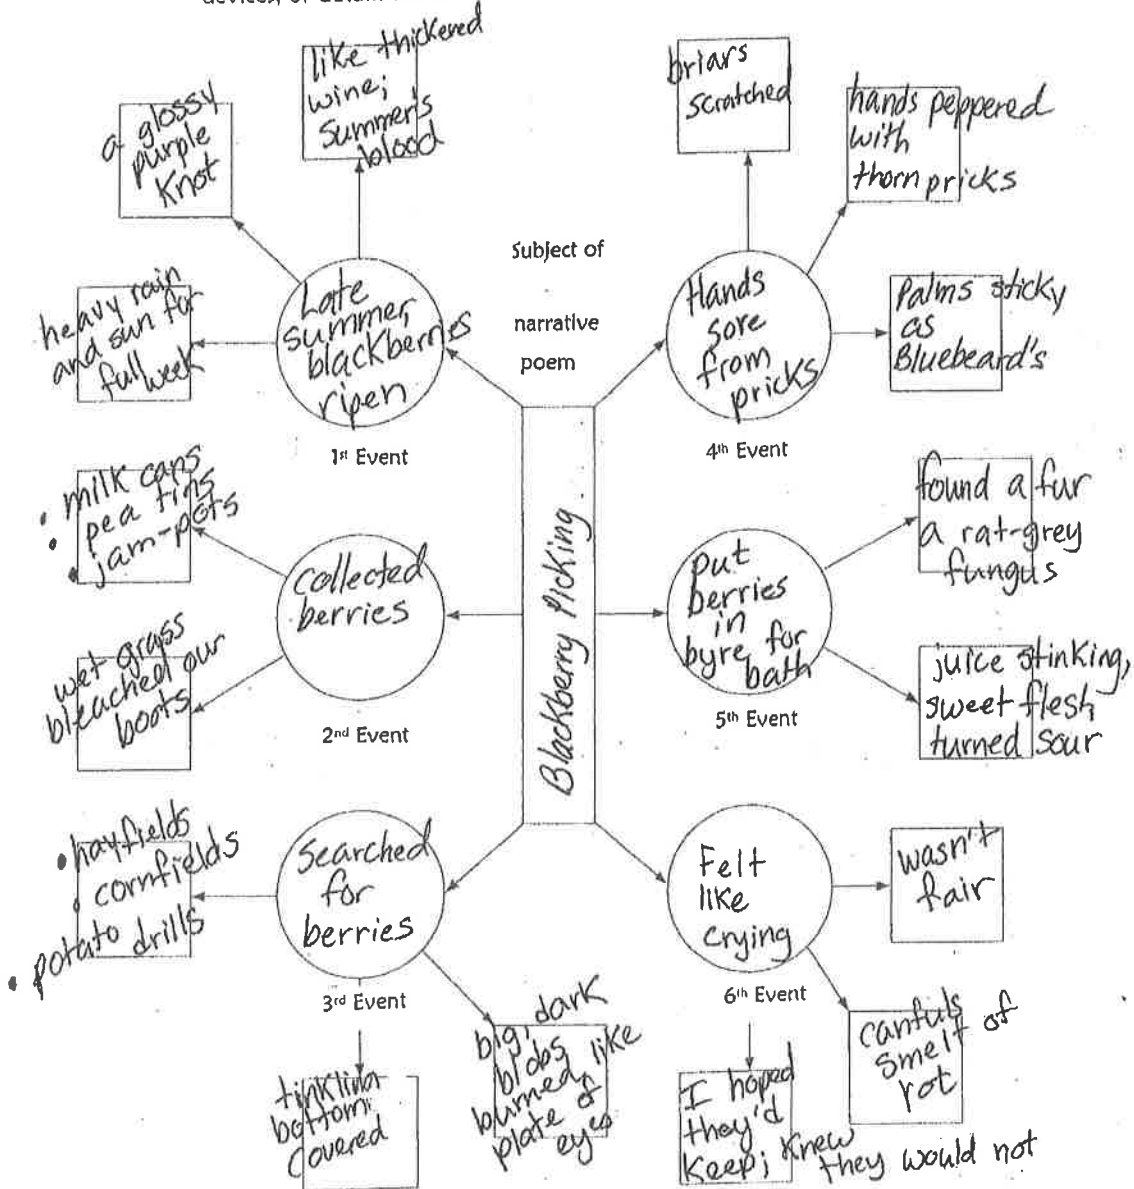 a glossy
purple
Knot
like thickened
wine;
Summer's
blood
heavy rain
and sun for
full week
Late
summer,
blackberries
ripen
1st Event
milk cans
pea tins
jam-pots
wet grass
bleached our
boots
collected
berries
2nd Event
hayfields
cornfields
potato drills
Searched
for
berries
3rd Event
tinkling
bottom
covered
big, dark
blobs
burned like
plate of
eyes
Subject of
narrative
poem
Blackberry Picking
briars
scratched
hands peppered
with
thorn pricks
Palms sticky
as
Bluebeard's
Hands
sore
from
pricks
4th Event
found a fur
a rat-grey
fungus
juice stinking,
sweet flesh
turned sour
put
berries
in
byre for
bath
5th Event
wasn't
fair
Felt
like
crying
6th Event
canfuls
smelt of
rot
I hoped
they'd
keep; knew
they would not